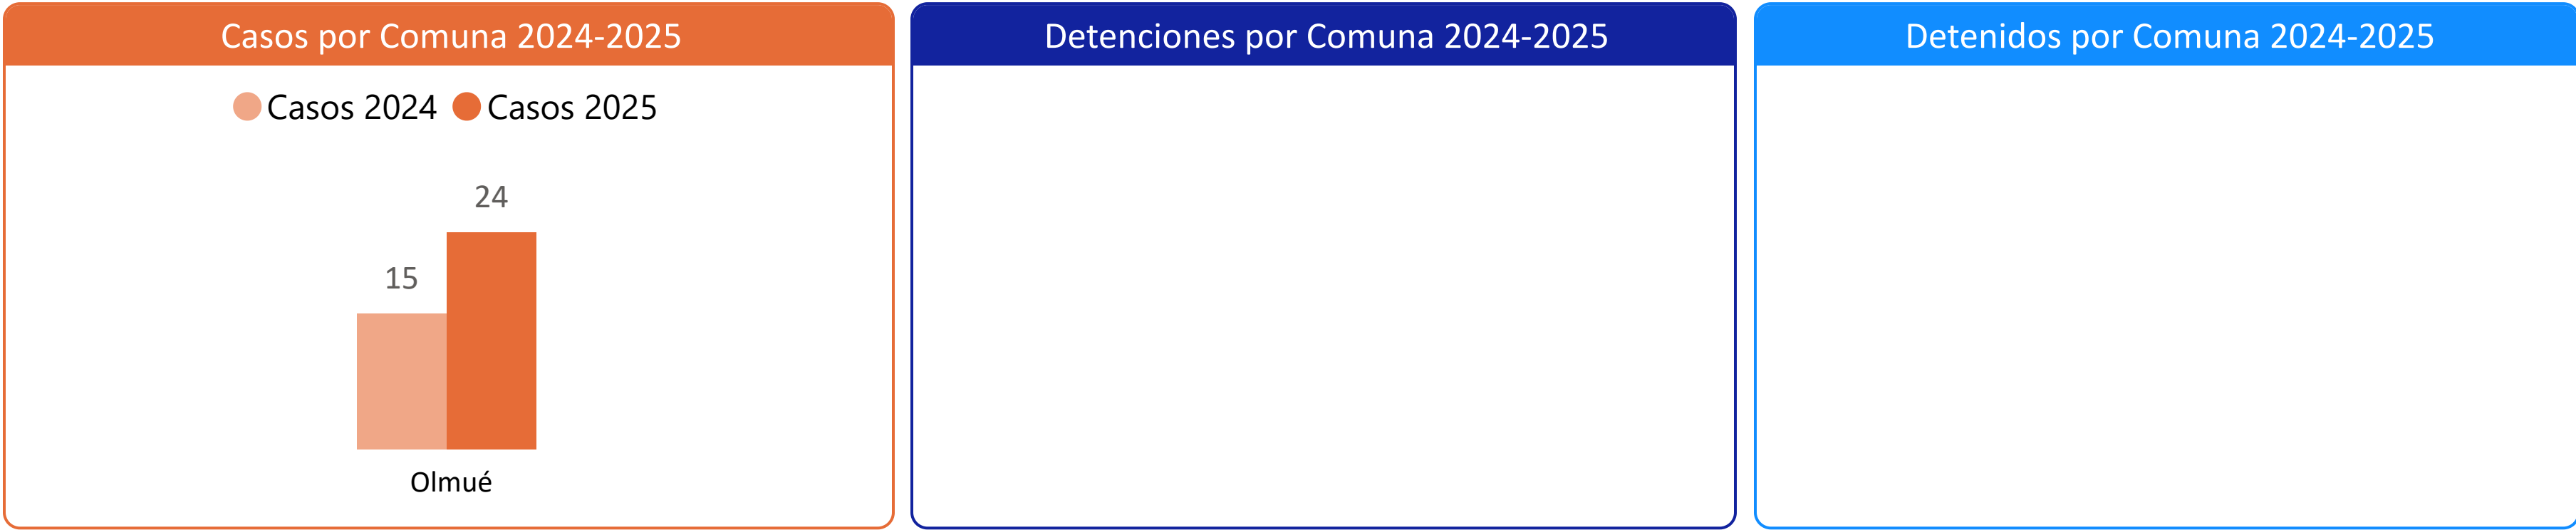 Casos por Comuna 2024-2025
Casos 2024 Casos 2025
24
15
Olmué
Detenciones por Comuna 2024-2025
Detenidos por Comuna 2024-2025